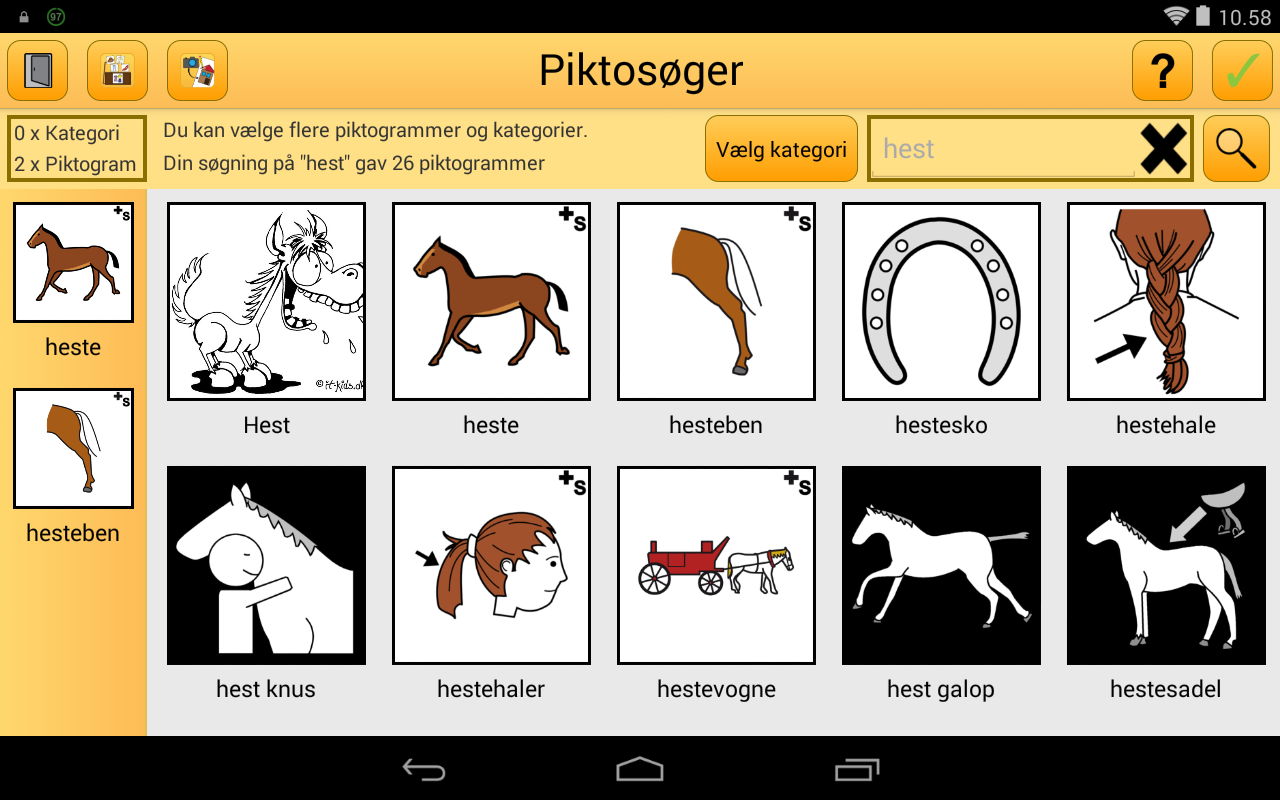 97
10.58
Piktosøger
?
0 x Kategori
2 x Piktogram
Du kan vælge flere piktogrammer og kategorier.
Din søgning på "hest" gav 26 piktogrammer
Vælg kategori
hest
+s
heste
+s
hesteben
© it-kids.dk
Hest
+s
heste
+s
hesteben
hestesko
hestehale
hest knus
+s
hestehaler
+s
hestevogne
hest galop
hestesadel